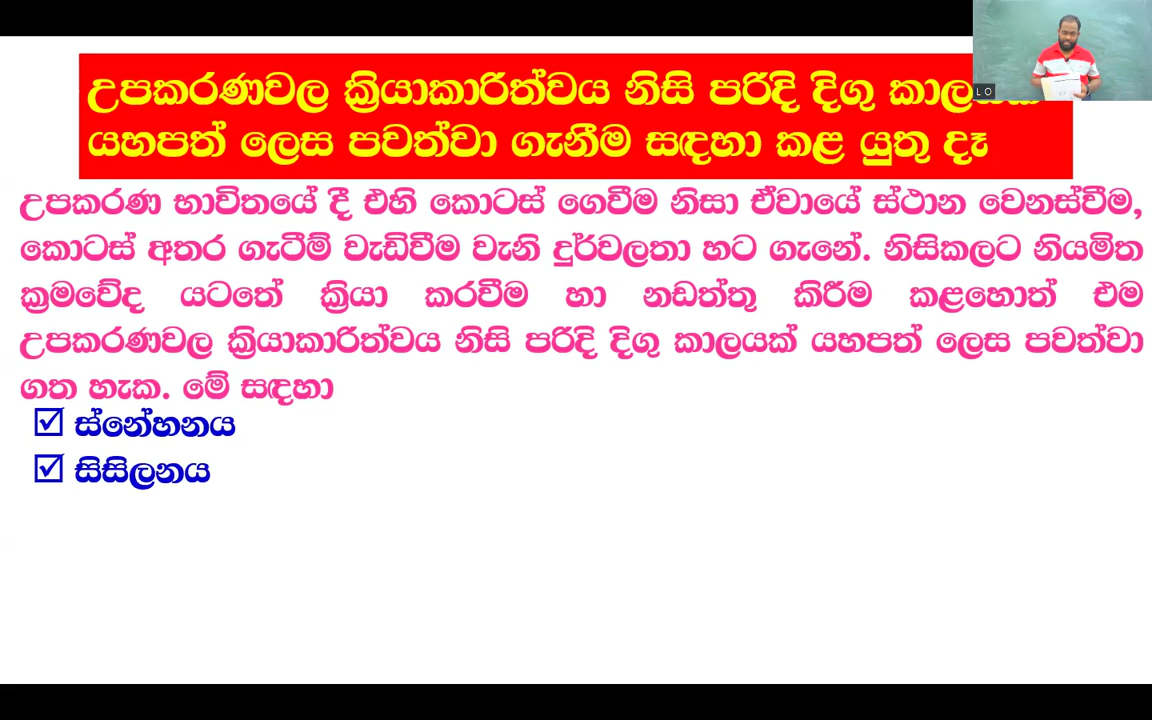 උපකරණවල ක්‍රියාකාරිත්වය නිසි පරිදි දිගු
යහපත් ලෙස පවත්වා ගැනීම සඳහා කළ යුතු දෑ
L O
උපකරණ භාවිතයේ දී එහි කොටස් ගෙවීම නිසා ඒවායේ ස්ථාන වෙනස්වීම,
කොටස් අතර ගැටීම් වැඩිවීම වැනි දුර්වලතා හට ගැනේ. නිසිකලට නියමිත
ක්‍රමවේද යටතේ ක්‍රියා කරවීම හා නඩත්තු කිරීම කළහොත් එම
උපකරණවල ක්‍රියාකාරිත්වය නිසි පරිදි දිගු කාලයක් යහපත් ලෙස පවත්වා
ගත හැක. මේ සඳහා
☑ ස්නේහනය
☑ සිසිලනය